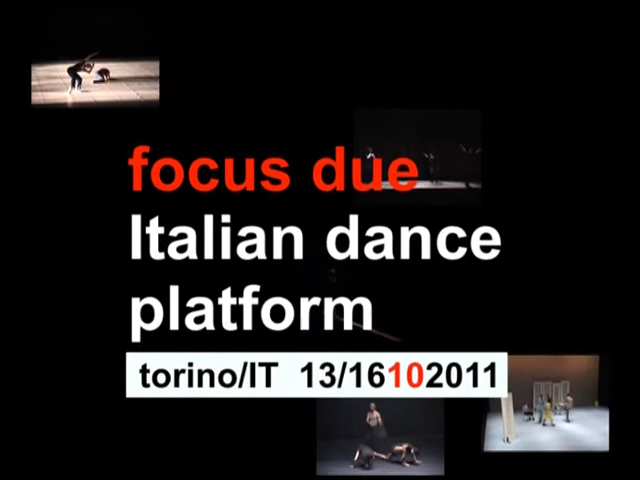 focus due
Italian dance
platform
torino/IT 13/16102011